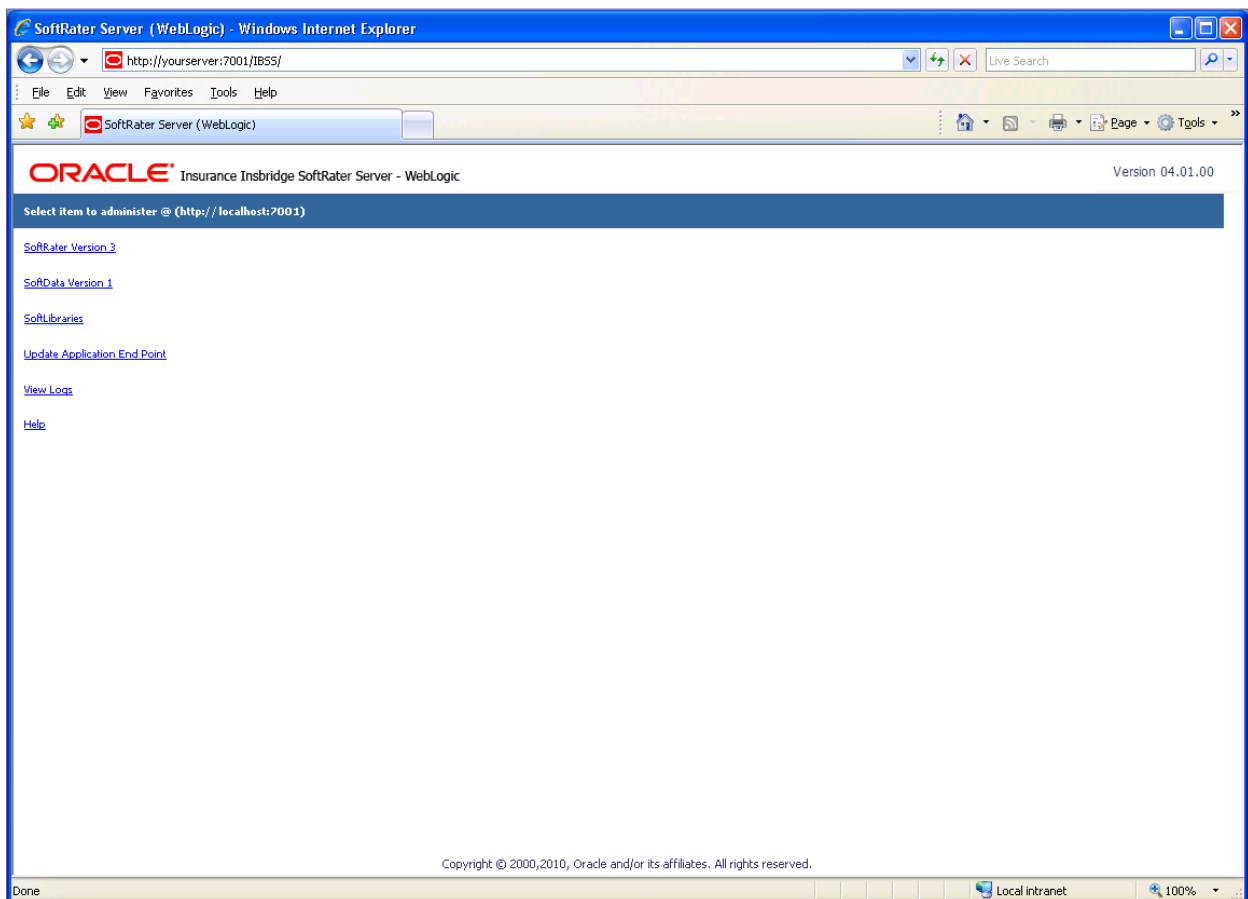 SoftRater Server (WebLogic) - Windows Internet Explorer
http://yourserver:7001/IBSS/
Live Search
File Edit View Favorites Tools Help
SoftRater Server (WebLogic)
Page Tools »
ORACLE Insurance Insbridge SoftRater Server - WebLogic
Version 04.01.00
Select item to administer @ (http://localhost:7001)
SoftRater Version 3
SoftData Version 1
SoftLibraries
Update Application End Point
View Logs
Help
Copyright © 2000,2010, Oracle and/or its affiliates. All rights reserved.
Done
Local intranet
100%